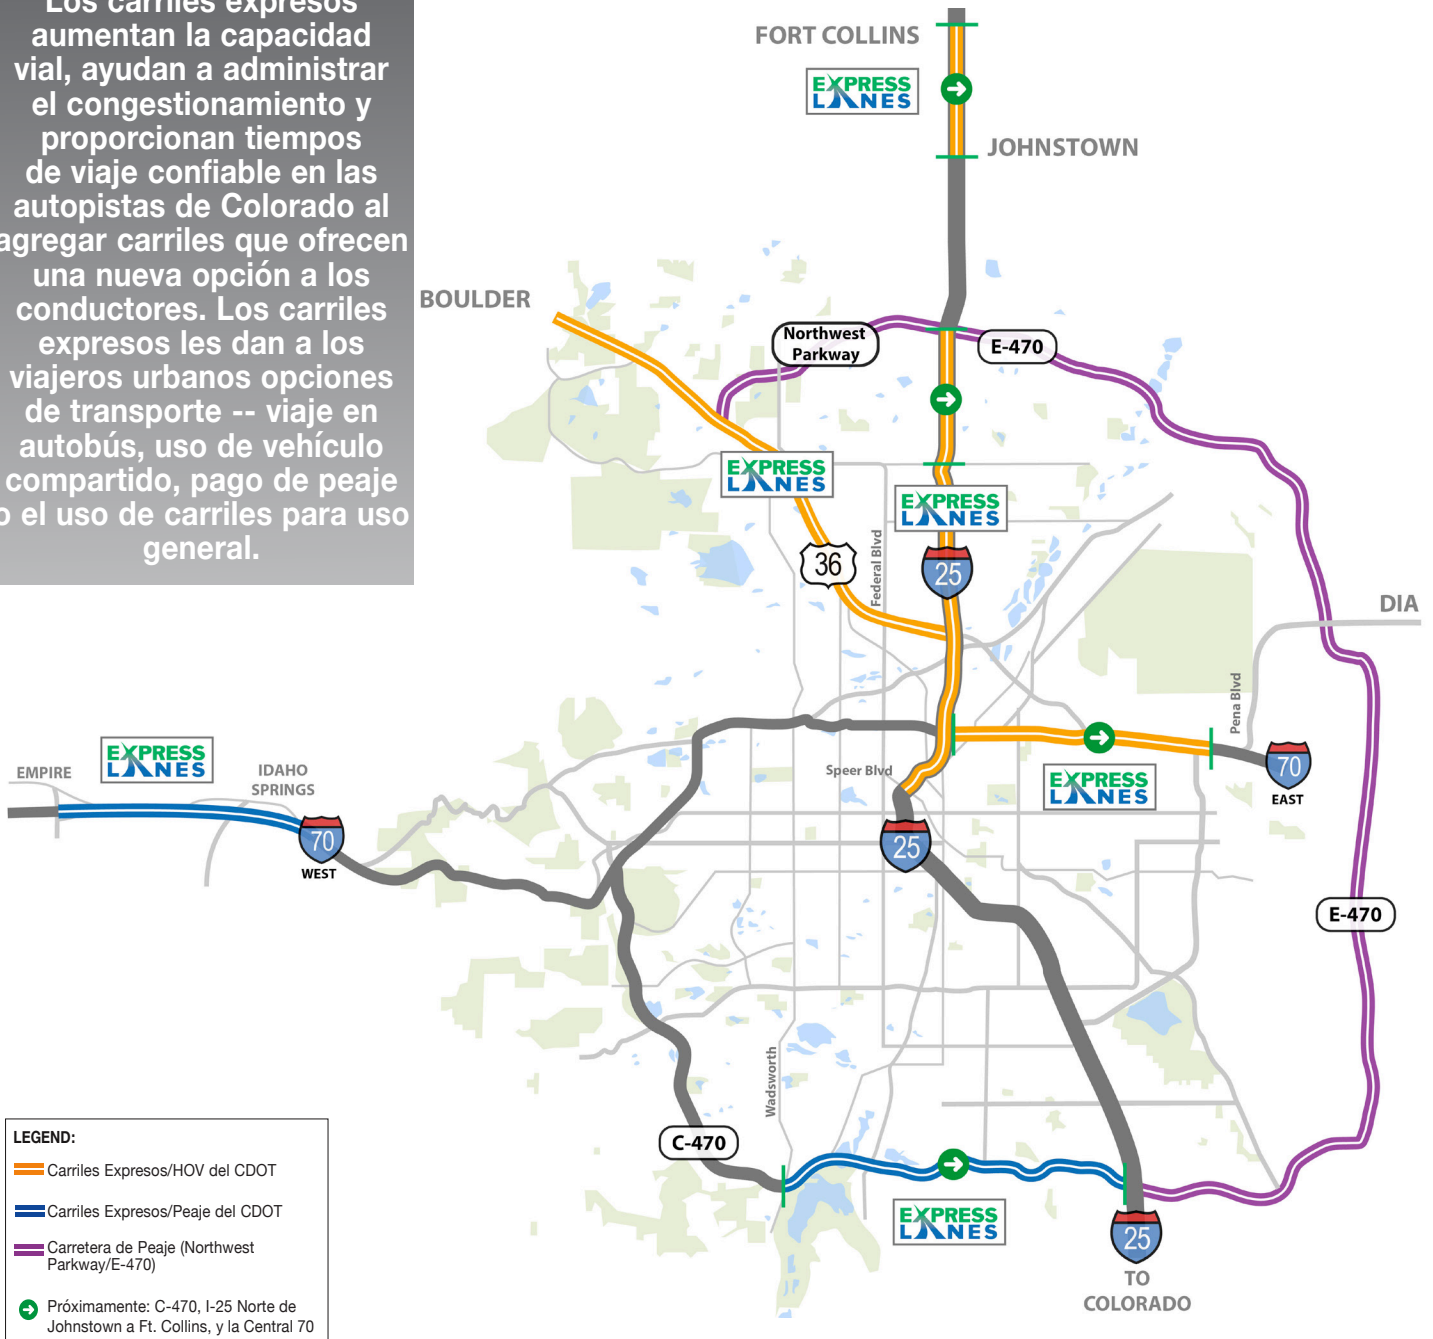 Los carriles expresos
aumentan la capacidad
vial, ayudan a administrar
el congestionamiento y
proporcionan tiempos
de viaje confiable en las
autopistas de Colorado al
agregar carriles que ofrecen
una nueva opción a los
conductores. Los carriles
expresos les dan a los
viajeros urbanos opciones
de transporte -- viaje en
autobús, uso de vehículo
compartido, pago de peaje
o el uso de carriles para uso
general.
FORT COLLINS
EXPRESS
LANES
JOHNSTOWN
BOULDER
Northwest
Parkway
E-470
EXPRESS
LANES
EXPRESS
LANES
36
Federal Blvd
25
DIA
Pena Blvd
EMPIRE
EXPRESS
LANES
IDAHO
SPRINGS
70
WEST
Speer Blvd
EXPRESS
LANES
70
EAST
25
E-470
Wadsworth
C-470
EXPRESS
LANES
25
TO
COLORADO
LEGEND:
Carriles Expresos/HOV del CDOT
Carriles Expresos/Peaje del CDOT
Carretera de Peaje (Northwest
Parkway/E-470)
Próximamente: C-470, I-25 Norte de
Johnstown a Ft. Collins, y la Central 70